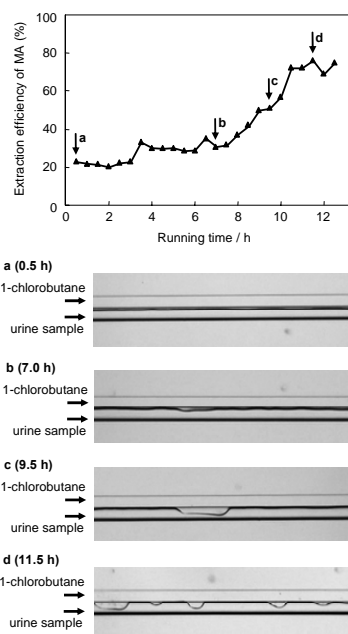 Extraction efficiency of MA (%)
100
80
60
40
20
0
a
b
c
d
0 2 4 6 8 10 12
Running time / h
a (0.5 h)
1-chlorobutane
urine sample
b (7.0 h)
1-chlorobutane
urine sample
c (9.5 h)
1-chlorobutane
urine sample
d (11.5 h)
1-chlorobutane
urine sample